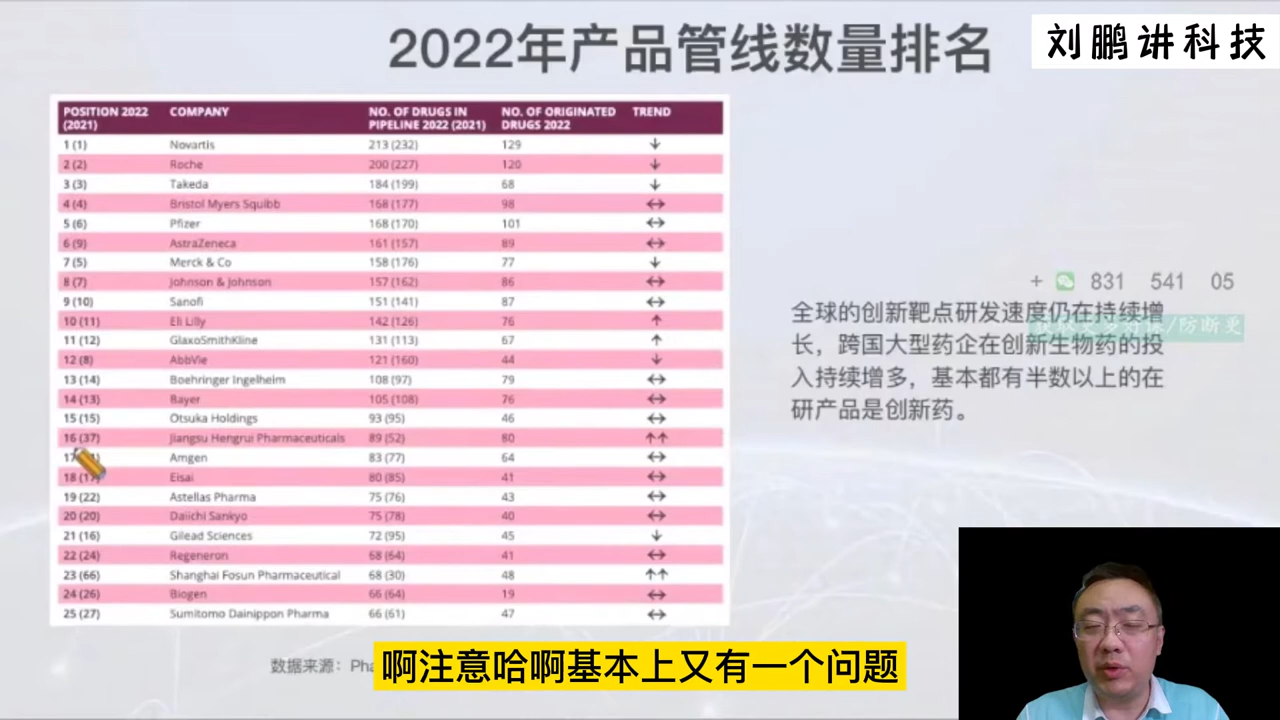 2022年产品管线数量排名
刘鹏讲科技
POSITION 2022 (2021) COMPANY NO. OF DRUGS IN PIPELINE 2022 (2021) NO. OF ORIGINATED DRUGS 2022 TREND
1 (1) Novartis 213 (232) 129 ↓
2 (2) Roche 200 (227) 120 ↓
3 (3) Takeda 184 (199) 68 ↓
4 (4) Bristol Myers Squibb 168 (177) 98 ↔
5 (6) Pfizer 168 (170) 101 ↔
6 (9) AstraZeneca 161 (157) 89 ↔
7 (5) Merck & Co 158 (176) 77 ↓
8 (7) Johnson & Johnson 157 (162) 86 ↔
9 (10) Sanofi 151 (141) 87 ↔
10 (11) Eli Lilly 142 (126) 76 ↑
11 (12) GlaxoSmithKline 131 (113) 67 ↑
12 (8) AbbVie 121 (160) 44 ↓
13 (14) Boehringer Ingelheim 108 (97) 79 ↔
14 (13) Bayer 105 (108) 76 ↔
15 (15) Otsuka Holdings 93 (95) 46 ↔
16 (37) Jiangsu Hengrui Pharmaceuticals 89 (52) 80 ↑↑
17 Amgen 83 (77) 64 ↔
18 (17) Eisai 80 (85) 41 ↔
19 (22) Astellas Pharma 75 (76) 43 ↔
20 (20) Daiichi Sankyo 75 (78) 40 ↔
21 (16) Gilead Sciences 72 (95) 45 ↓
22 (24) Regeneron 68 (64) 41 ↔
23 (66) Shanghai Fosun Pharmaceutical 68 (30) 48 ↑↑
24 (26) Biogen 66 (64) 19 ↔
25 (27) Sumitomo Dainippon Pharma 66 (61) 47 ↔
+ 831 541 05
全球的创新靶点研发速度仍在持续增
长，跨国大型药企在创新生物药的投
入持续增多，基本都有半数以上的在
研产品是创新药。
数据来源：Pha
啊注意哈啊基本上又有一个问题